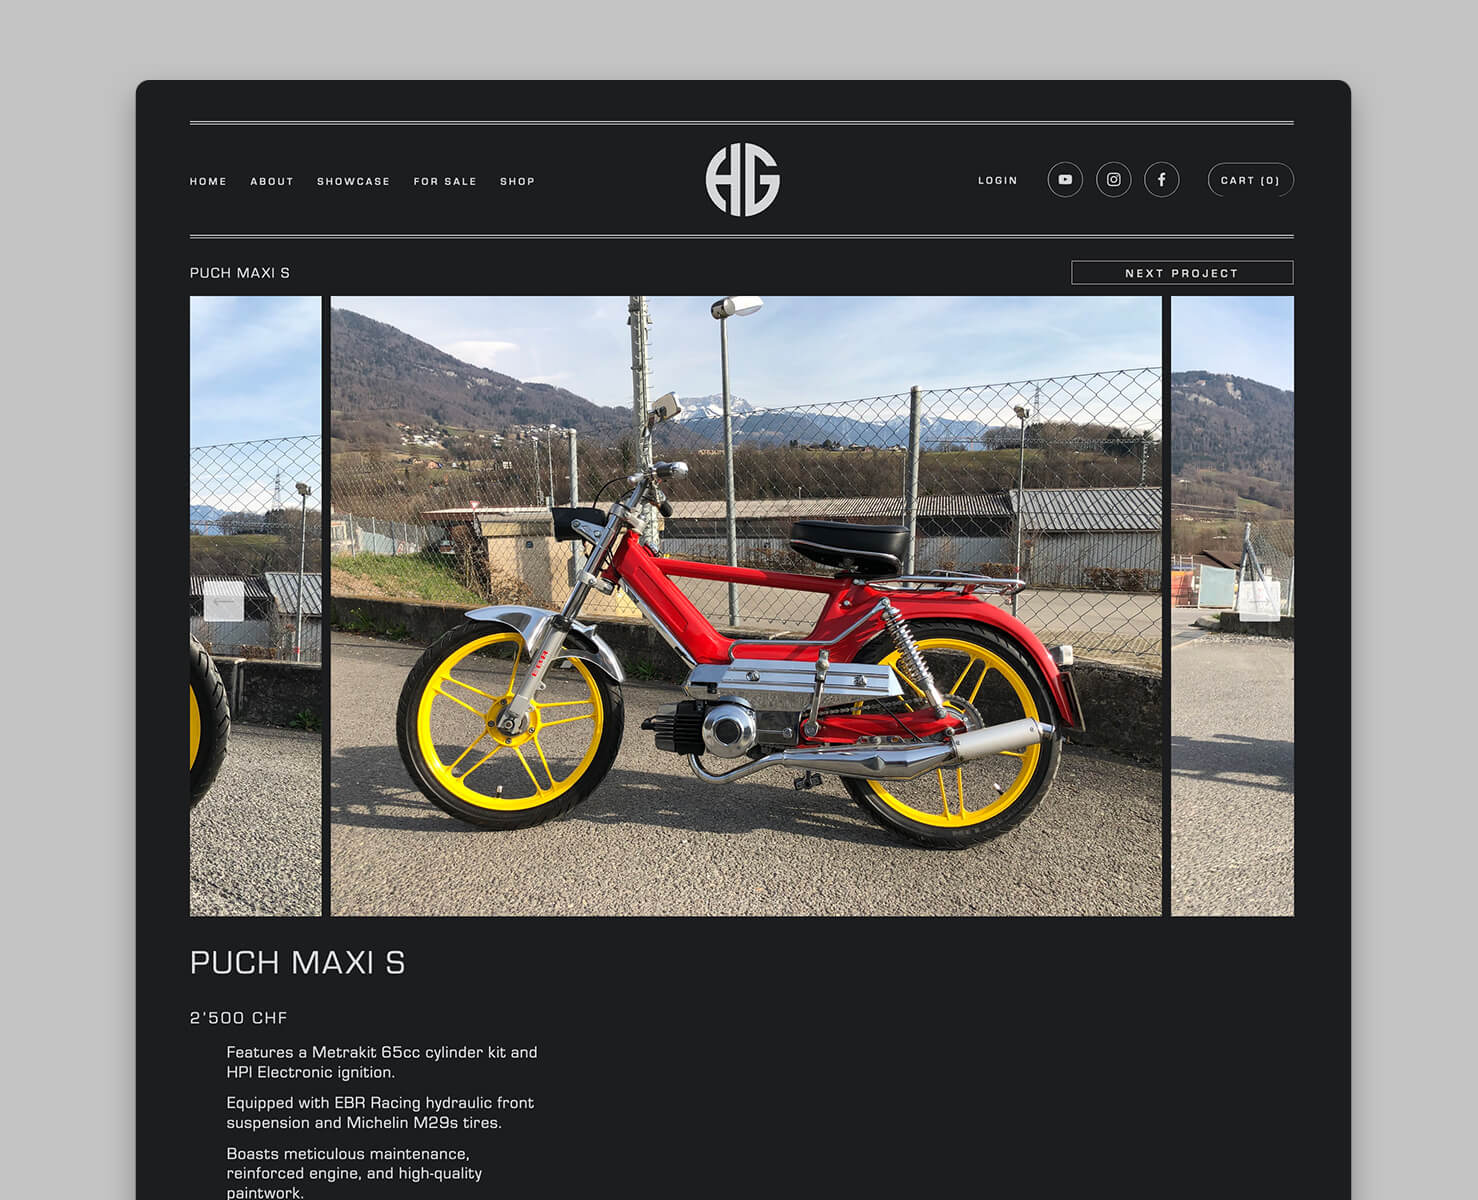 HOME ABOUT SHOWCASE FOR SALE SHOP
HG
LOGIN
CART (0)
PUCH MAXI S
NEXT PROJECT
EBR
PUCH MAXI S
2'500 CHF
Features a Metrakit 65cc cylinder kit and
HPI Electronic ignition.
Equipped with EBR Racing hydraulic front
suspension and Michelin M29s tires.
Boasts meticulous maintenance,
reinforced engine, and high-quality
paintwork.